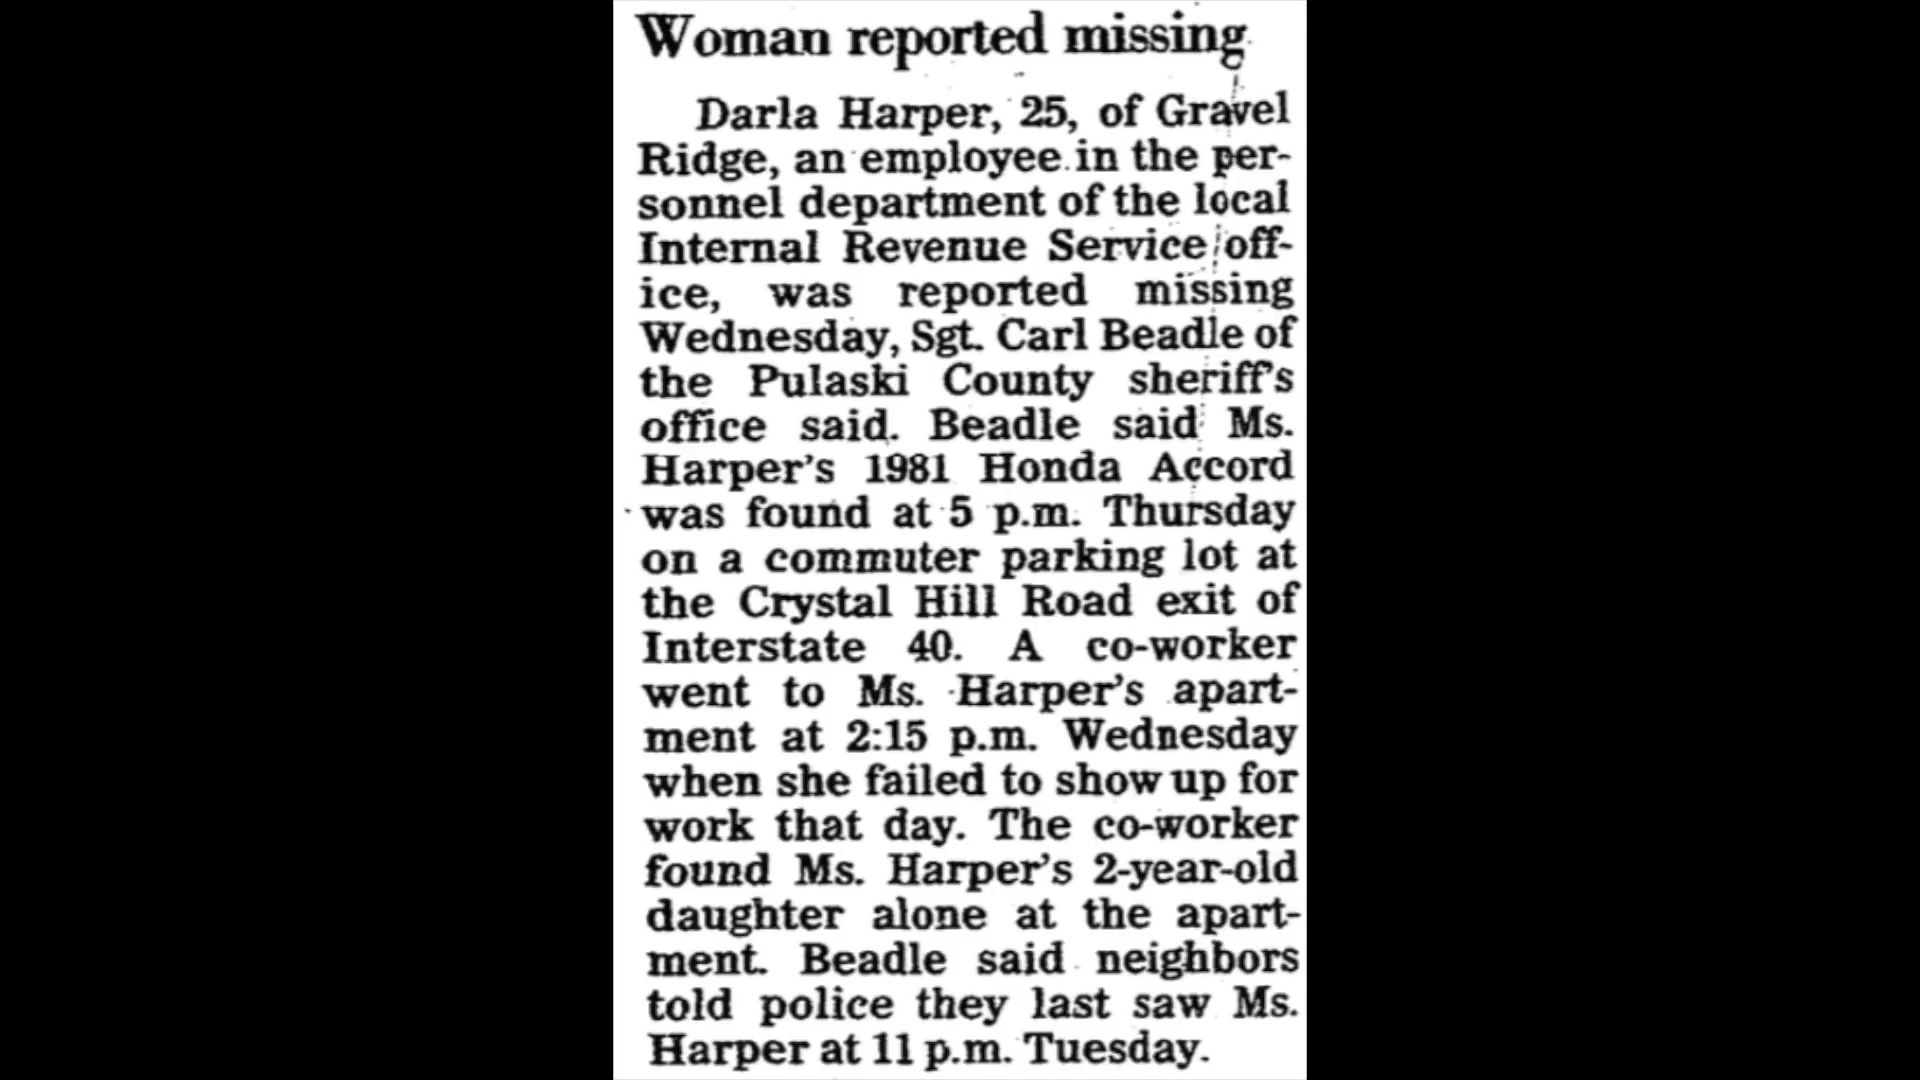 Woman reported missing
Darla Harper, 25, of Gravel
Ridge, an employee in the per-
sonnel department of the local
Internal Revenue Service off-
ice, was reported missing
Wednesday, Sgt. Carl Beadle of
the Pulaski County sheriff's
office said. Beadle said Ms.
Harper's 1981 Honda Accord
was found at 5 p.m. Thursday
on a commuter parking lot at
the Crystal Hill Road exit of
Interstate 40. A co-worker
went to Ms. Harper's apart-
ment at 2:15 p.m. Wednesday
when she failed to show up for
work that day. The co-worker
found Ms. Harper's 2-year-old
daughter alone at the apart-
ment. Beadle said neighbors
told police they last saw Ms.
Harper at 11 p.m. Tuesday.